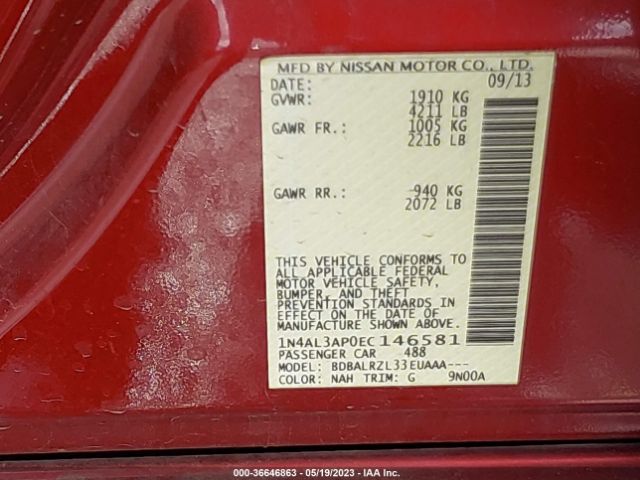 MFD BY NISSAN MOTOR CO., LTD.
DATE: 09/13
GVWR: 1910 KG
4211 LB
GAWR FR.: 1005 KG
2216 LB
GAWR RR.: 940 KG
2072 LB
THIS VEHICLE CONFORMS TO
ALL APPLICABLE FEDERAL
MOTOR VEHICLE SAFETY,
BUMPER, AND THEFT
PREVENTION STANDARDS IN
EFFECT ON THE DATE OF
MANUFACTURE SHOWN ABOVE.
1N4AL3AP0EC146581
PASSENGER CAR 488
MODEL: BDBALRZL33EUAAA---
COLOR: NAH TRIM: G 9N00A
000-36646863 - 05/19/2023 - IAA Inc.